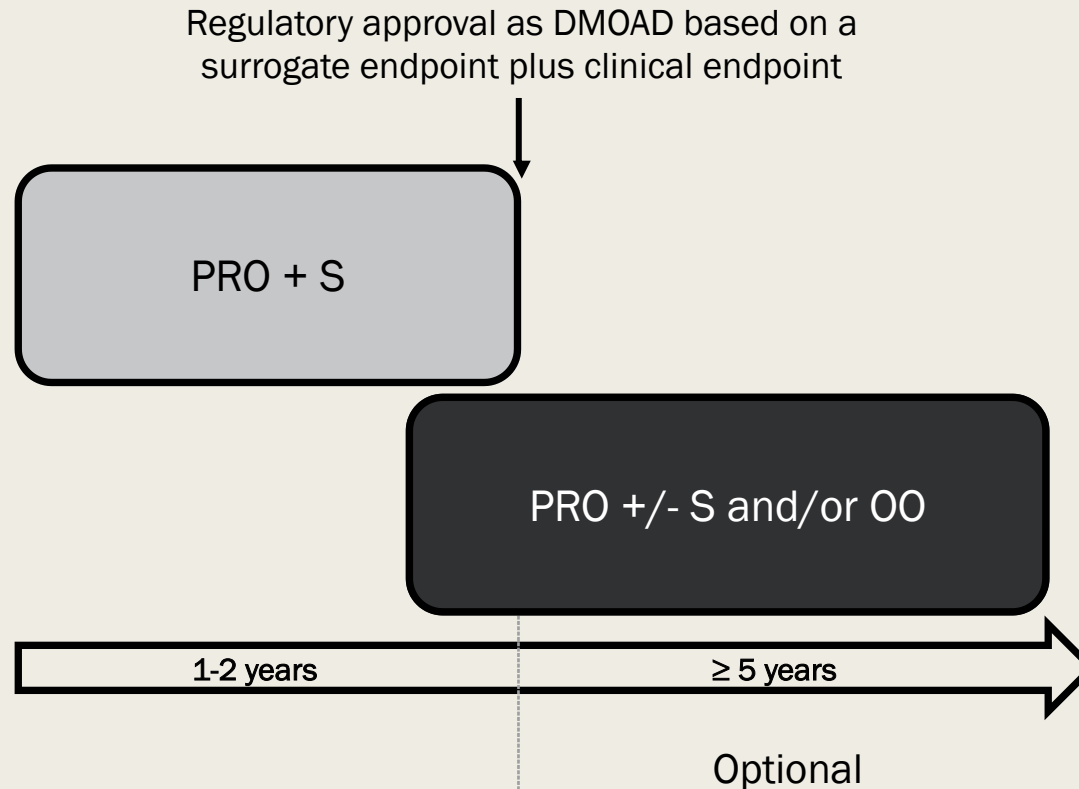 Regulatory approval as DMOAD based on a
surrogate endpoint plus clinical endpoint
PRO + S
PRO +/- S and/or OO
1-2 years
≥ 5 years
Optional